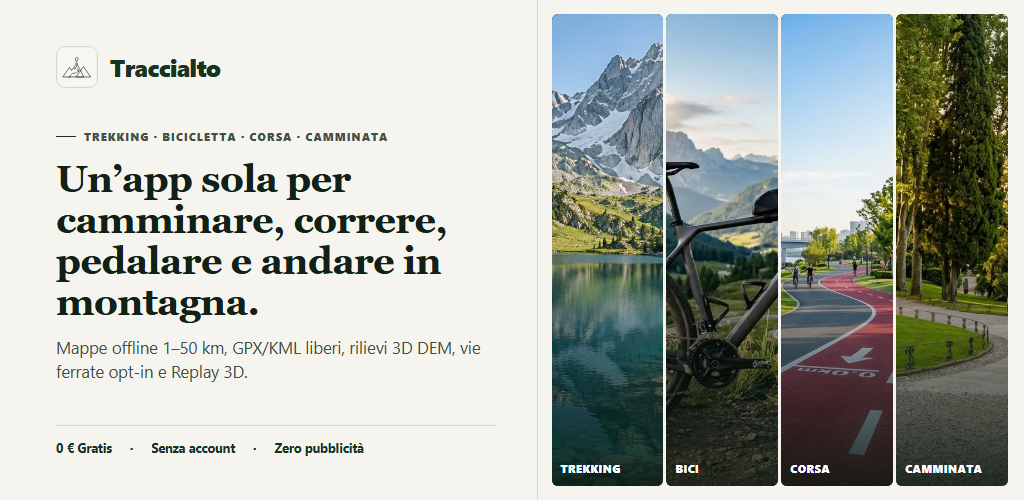 Traccialto
TREKKING · BICICLETTA · CORSA · CAMMINATA
Un’app sola per
camminare, correre,
pedalare e andare in
montagna.
Mappe offline 1–50 km, GPX/KML liberi, rilievi 3D DEM, vie
ferrate opt-in e Replay 3D.
0 € Gratis · Senza account · Zero pubblicità
0.0km
TREKKING
BICI
CORSA
CAMMINATA